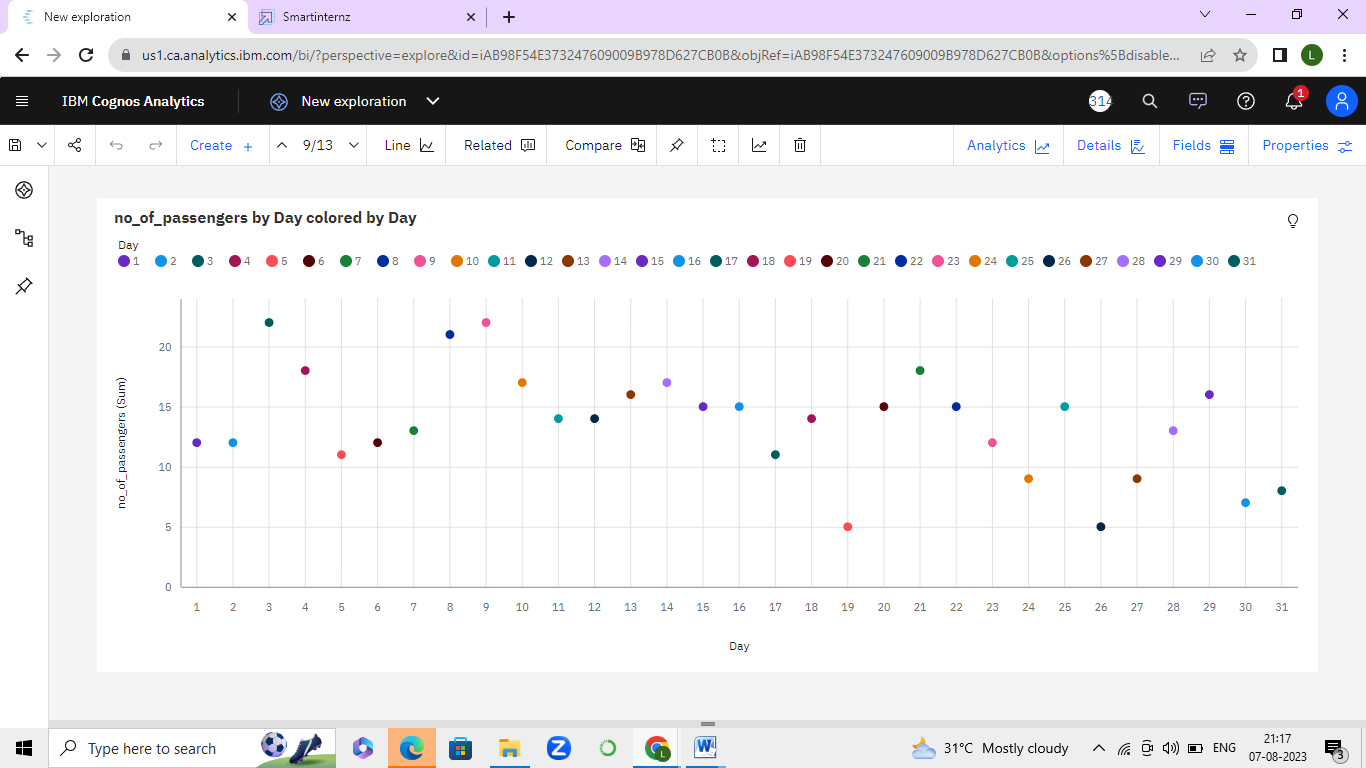 New exploration
Smartinternz
us1.ca.analytics.ibm.com/bi/?perspective=explore&id=iAB98F54E373247609009B978D627CB0B&objRef=iAB98F54E373247609009B978D627CB0B&options%5Bdisable...
L
IBM Cognos Analytics
New exploration
314
1
Create
9/13
Line
Related
Compare
Analytics
Details
Fields
Properties
no_of_passengers by Day colored by Day
Day
1 2 3 4 5 6 7 8 9 10 11 12 13 14 15 16 17 18 19 20 21 22 23 24 25 26 27 28 29 30 31
no_of_passengers (Sum)
20
15
10
5
0
1 2 3 4 5 6 7 8 9 10 11 12 13 14 15 16 17 18 19 20 21 22 23 24 25 26 27 28 29 30 31
Day
Type here to search
Z
L
W
31°C Mostly cloudy
ENG
21:17
07-08-2023
3